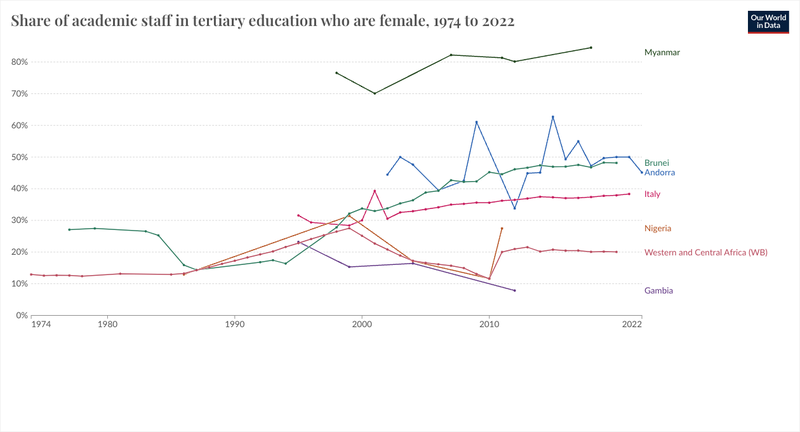 Share of academic staff in tertiary education who are female, 1974 to 2022
Our World
in Data
Myanmar
80%
70%
60%
50%
Brunei
Andorra
40%
Italy
30%
Nigeria
20%
Western and Central Africa (WB)
10%
Gambia
0%
1974
1980
1990
2000
2010
2022